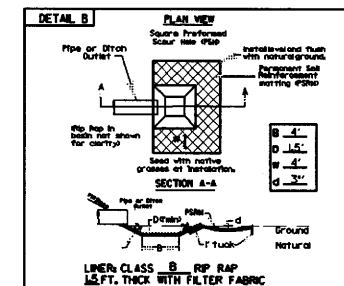 DETAIL B
PLAN VIEW
Square Preformed
Scour Hole (PSH)
Pipe or Ditch
Outlet
Install level and flush
with natural ground.
Permanent Soil
Reinforcement
matting (PSRM)
A
A
(Rip Rap in
basin not shown
for clarity)
Seed with native
grasses at installation.
B 4'
D 1.5'
W 4'
d 3"
SECTION A-A
Pipe or Ditch
Outlet
PSRM
d
D(min)
Ground
Natural
1' tuck
B
LINER: CLASS B RIP RAP
1.5 FT. THICK WITH FILTER FABRIC